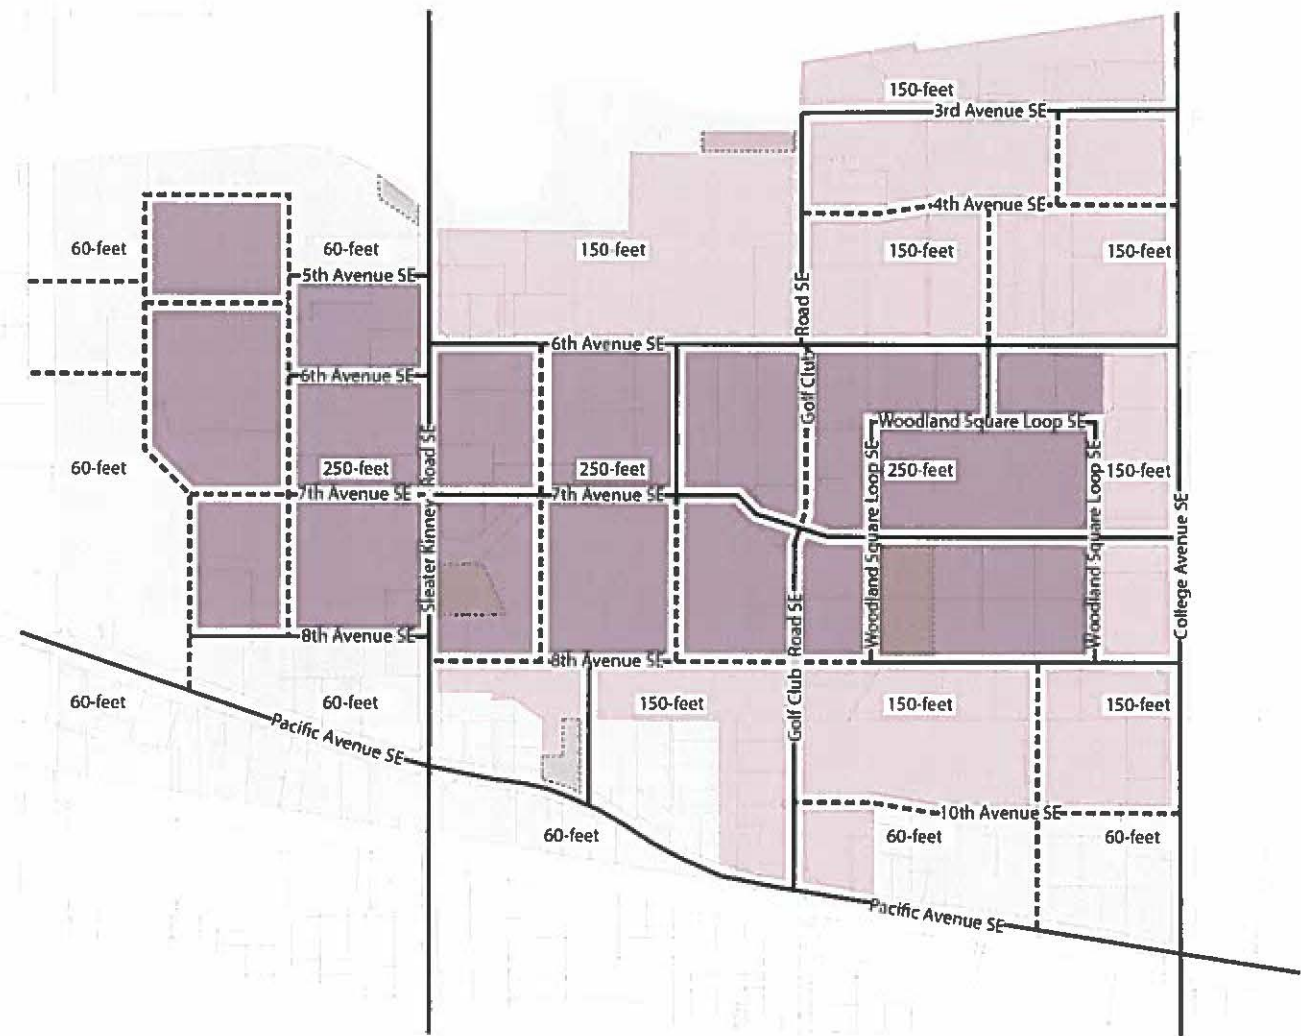 150-feet
3rd Avenue SE
4th Avenue SE
60-feet
60-feet
150-feet
150-feet
150-feet
5th Avenue SE
Golf Club Road SE
6th Avenue SE
6th Avenue SE
Woodland Square Loop SE
60-feet
250-feet
250-feet
250-feet
150-feet
7th Avenue SE
7th Avenue SE
Sleater Kinney Road SE
Woodland Square Loop SE
Woodland Square Loop SE
College Avenue SE
8th Avenue SE
8th Avenue SE
Golf Club Road SE
60-feet
60-feet
150-feet
150-feet
150-feet
Pacific Avenue SE
10th Avenue SE
60-feet
60-feet
60-feet
Pacific Avenue SE